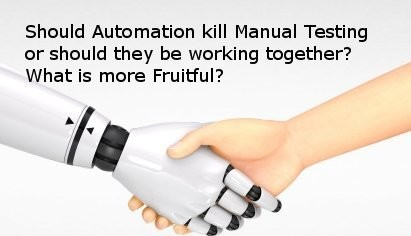 Should Automation kill Manual Testing
or should they be working together?
What is more Fruitful?